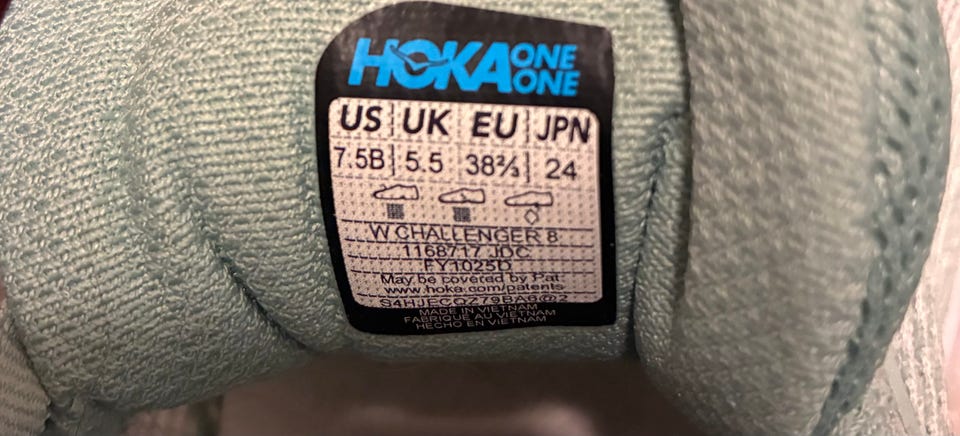 HOKA ONE ONE
US UK EU JPN
7.5B 5.5 38⅔ 24
W CHALLENGER 8
1168717 JDC
FY1025D
May be covered by Pat
www.hoka.com/patents
MADE IN VIETNAM
FABRIQUE AU VIETNAM
HECHO EN VIETNAM